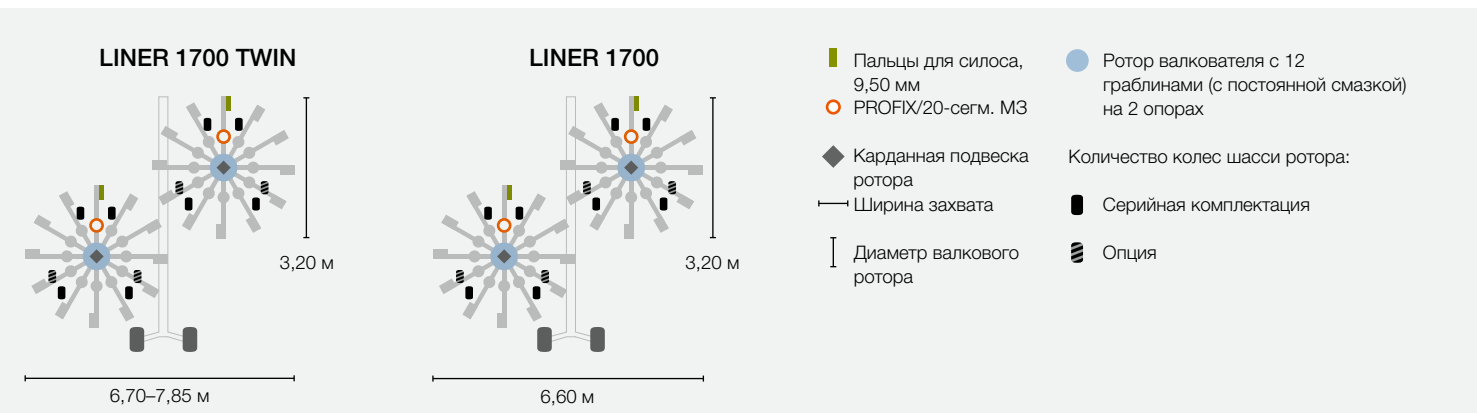 LINER 1700 TWIN
3,20 м
6,70–7,85 м
LINER 1700
3,20 м
6,60 м
Пальцы для силоса,
9,50 мм
PROFIX/20-сегм. МЗ
Карданная подвеска
ротора
Ширина захвата
Диаметр валкового
ротора
Ротор валкователя с 12
граблинами (с постоянной смазкой)
на 2 опорах
Количество колес шасси ротора:
Серийная комплектация
Опция